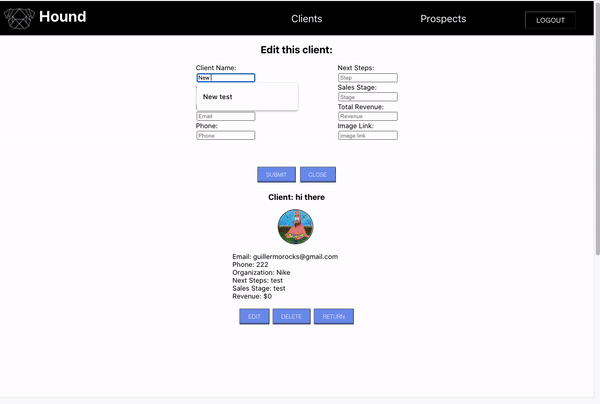 Hound
Clients
Prospects
LOGOUT
Edit this client:
Client Name:
New
New test
Email
Phone:
Phone
Next Steps:
Step
Sales Stage:
Stage
Total Revenue:
Revenue
Image Link:
image link
SUBMIT
CLOSE
Client: hi there
Email: guillermorocks@gmail.com
Phone: 222
Organization: Nike
Next Steps: test
Sales Stage: test
Revenue: $0
EDIT
DELETE
RETURN